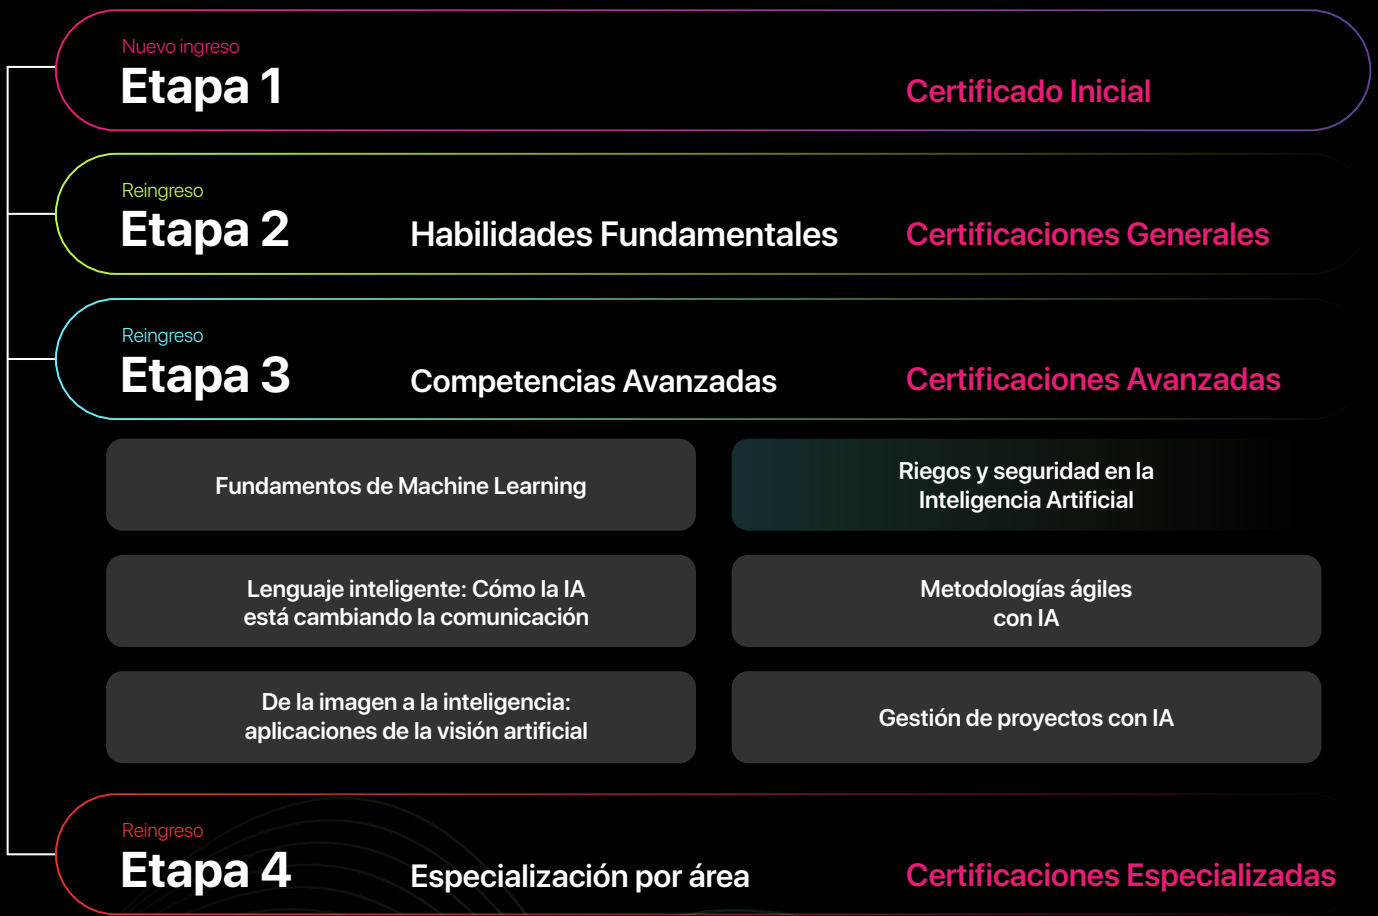 Nuevo ingreso
Etapa 1
Certificado Inicial
Reingreso
Etapa 2
Habilidades Fundamentales
Certificaciones Generales
Reingreso
Etapa 3
Competencias Avanzadas
Certificaciones Avanzadas
Fundamentos de Machine Learning
Riegos y seguridad en la
Inteligencia Artificial
Lenguaje inteligente: Cómo la IA
está cambiando la comunicación
Metodologías ágiles
con IA
De la imagen a la inteligencia:
aplicaciones de la visión artificial
Gestión de proyectos con IA
Reingreso
Etapa 4
Especialización por área
Certificaciones Especializadas